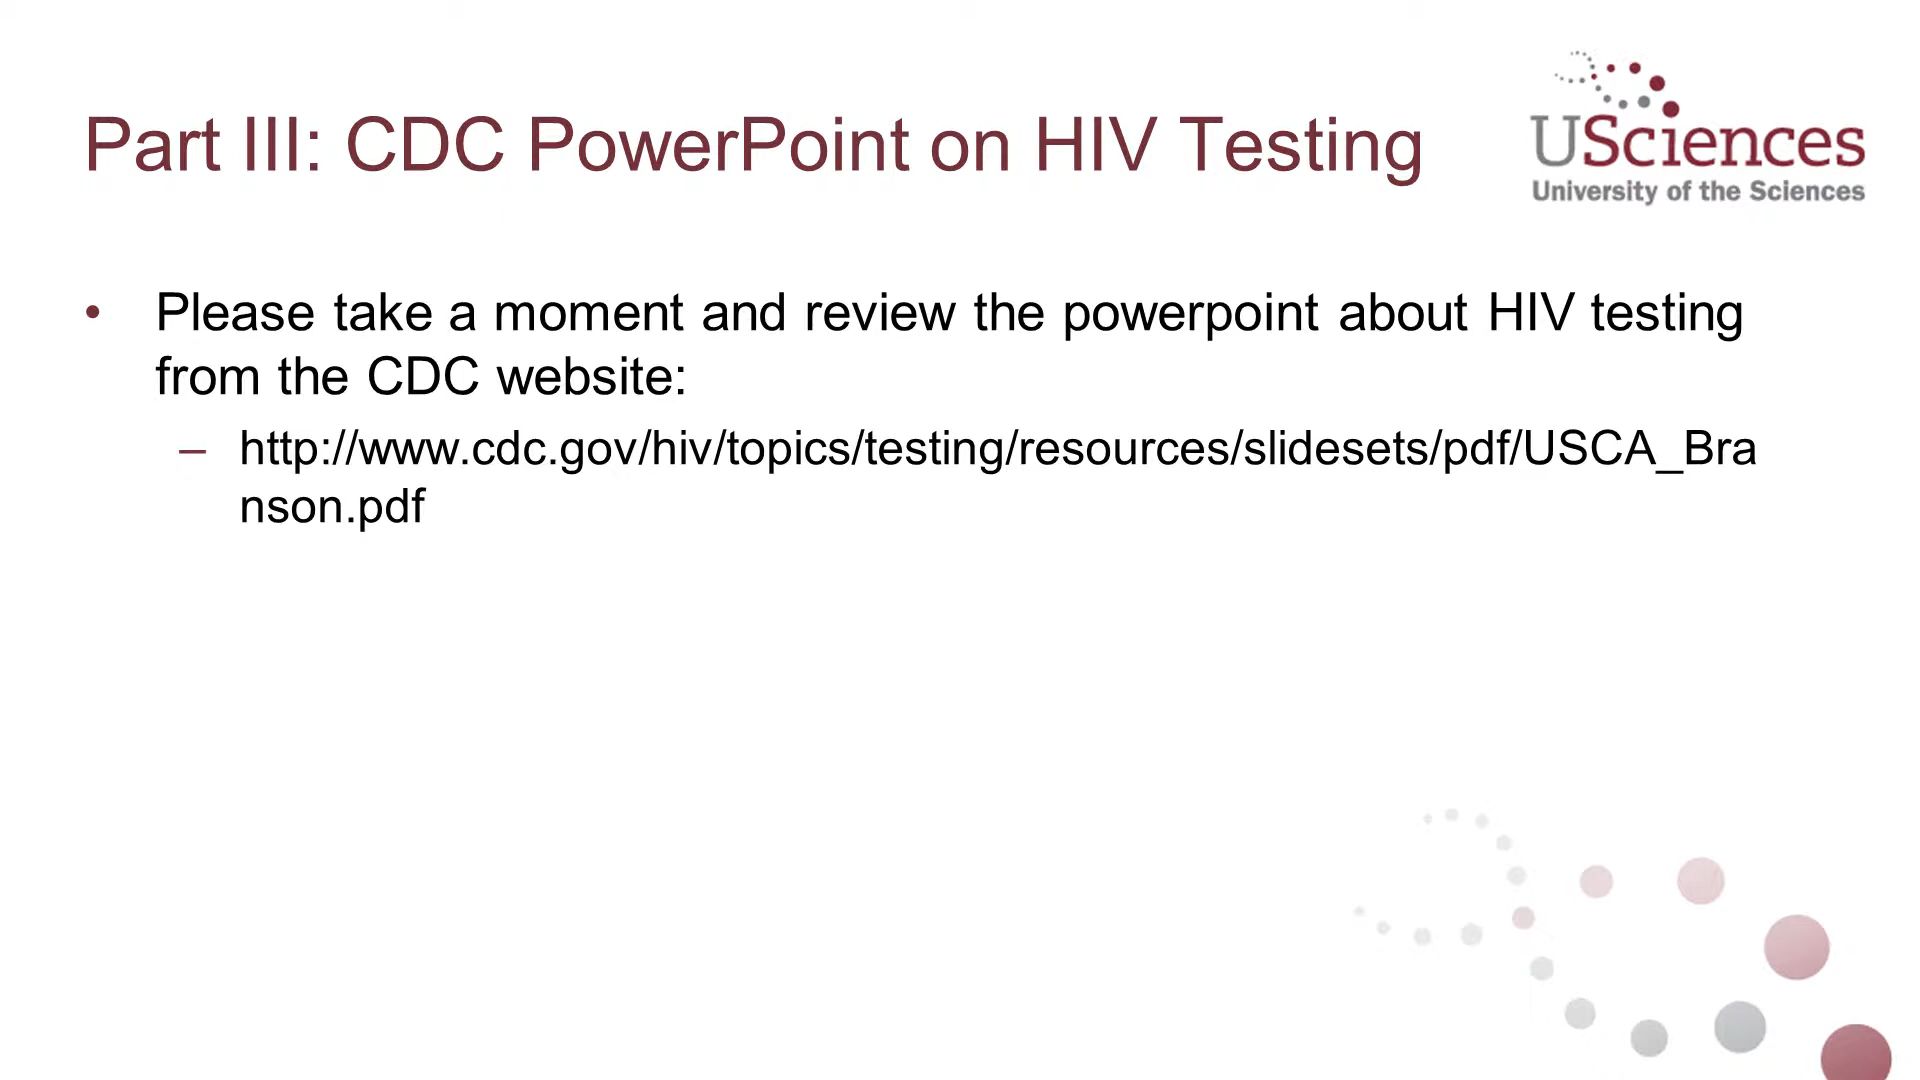 Part III: CDC PowerPoint on HIV Testing
USciences
University of the Sciences
• Please take a moment and review the powerpoint about HIV testing
from the CDC website:
– http://www.cdc.gov/hiv/topics/testing/resources/slidesets/pdf/USCA_Bra
nson.pdf